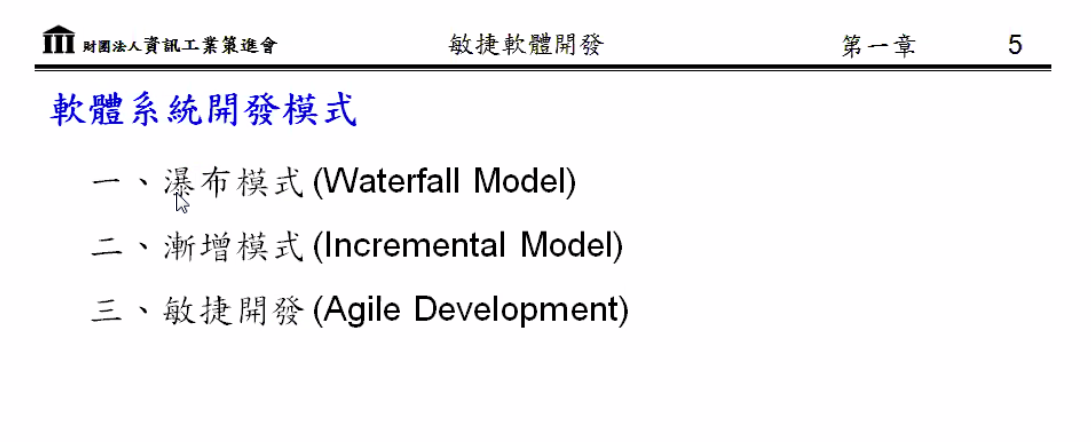 財團法人資訊工業策進會 敏捷軟體開發 第一章 5
軟體系統開發模式
一、瀑布模式(Waterfall Model)
二、漸增模式(Incremental Model)
三、敏捷開發(Agile Development)